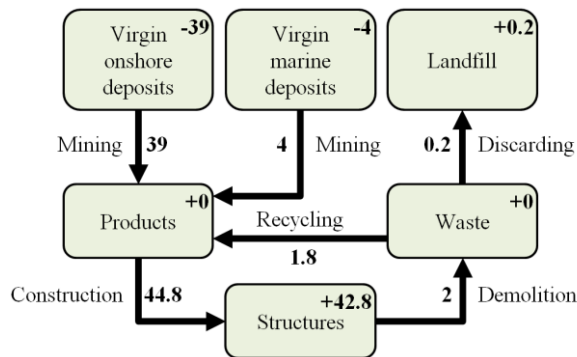 -39
Virgin
onshore
deposits
-4
Virgin
marine
deposits
+0.2
Landfill
Mining
39
4
Mining
0.2
Discarding
+0
Products
Recycling
1.8
+0
Waste
Construction
44.8
+42.8
Structures
2
Demolition